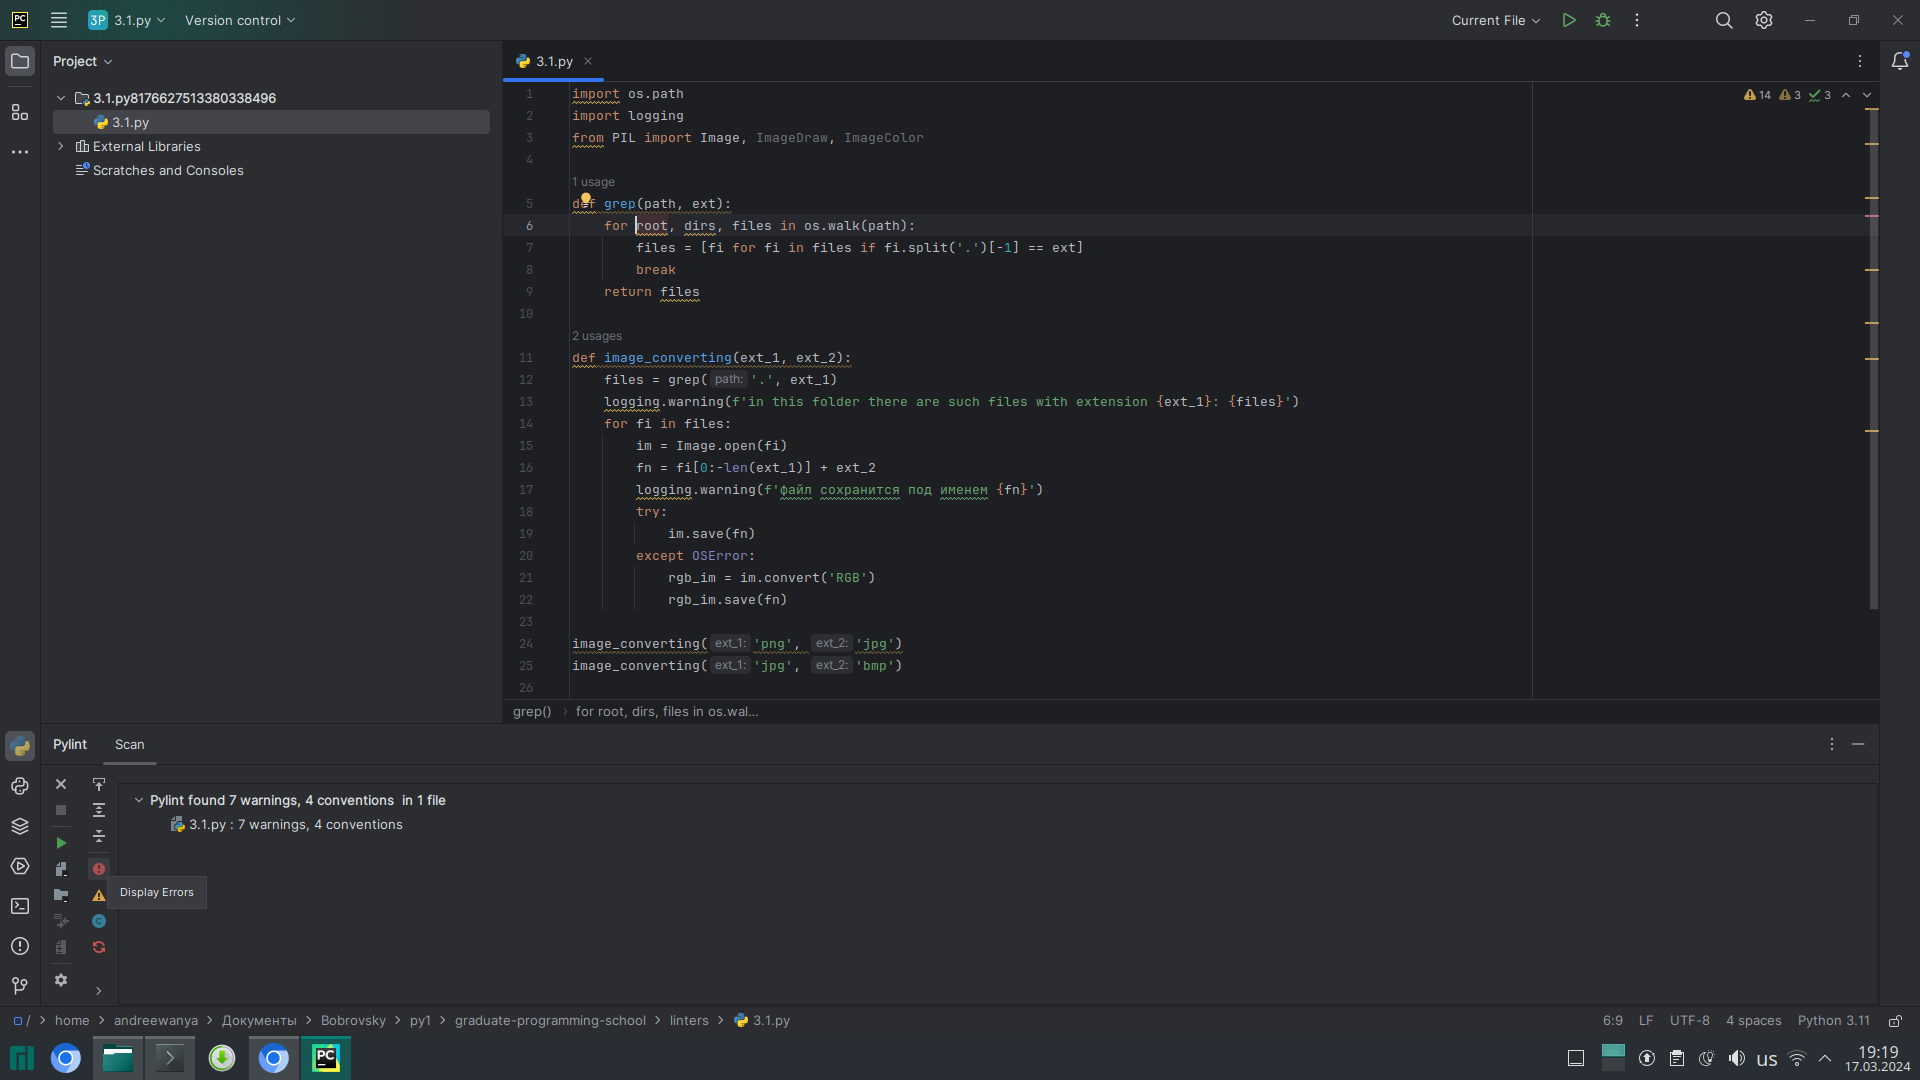 PC 3P 3.1.py Version control Current File
Project
3.1.py8176627513380338496
3.1.py
External Libraries
Scratches and Consoles
3.1.py
14 3 3
1 import os.path
2 import logging
3 from PIL import Image, ImageDraw, ImageColor
4
1 usage
5 def grep(path, ext):
6 for root, dirs, files in os.walk(path):
7 files = [fi for fi in files if fi.split('.')[-1] == ext]
8 break
9 return files
10
2 usages
11 def image_converting(ext_1, ext_2):
12 files = grep( path: '.', ext_1)
13 logging.warning(f'in this folder there are such files with extension {ext_1}: {files}')
14 for fi in files:
15 im = Image.open(fi)
16 fn = fi[0:-len(ext_1)] + ext_2
17 logging.warning(f'файл сохранится под именем {fn}')
18 try:
19 im.save(fn)
20 except OSError:
21 rgb_im = im.convert('RGB')
22 rgb_im.save(fn)
23
24 image_converting( ext_1: 'png', ext_2: 'jpg')
25 image_converting( ext_1: 'jpg', ext_2: 'bmp')
26
grep() for root, dirs, files in os.wal...
Pylint Scan
Pylint found 7 warnings, 4 conventions in 1 file
3.1.py : 7 warnings, 4 conventions
Display Errors
/ home andreewanya Документы Bobrovsky py1 graduate-programming-school linters 3.1.py 6:9 LF UTF-8 4 spaces Python 3.11
PC us 19:19
17.03.2024